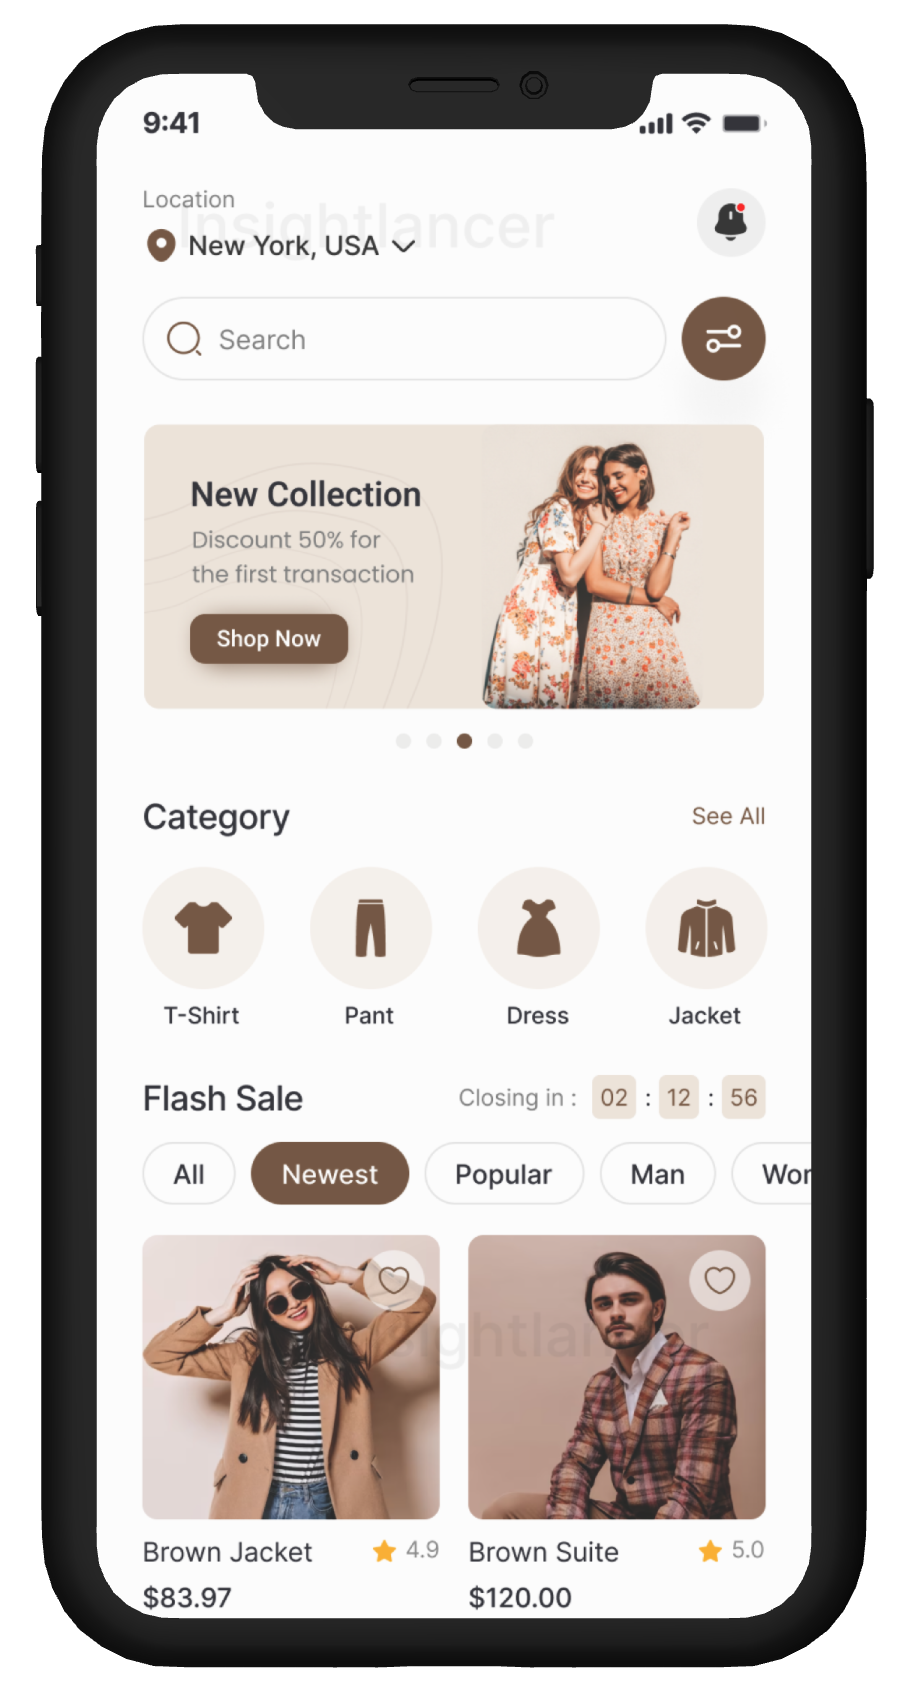 9:41
Location
Insightlancer
New York, USA
Search
New Collection
Discount 50% for
the first transaction
Shop Now
Category
See All
T-Shirt
Pant
Dress
Jacket
Flash Sale
Closing in : 02 : 12 : 56
All
Newest
Popular
Man
Wor
Insightlancer
Brown Jacket
4.9
Brown Suite
5.0
$83.97
$120.00